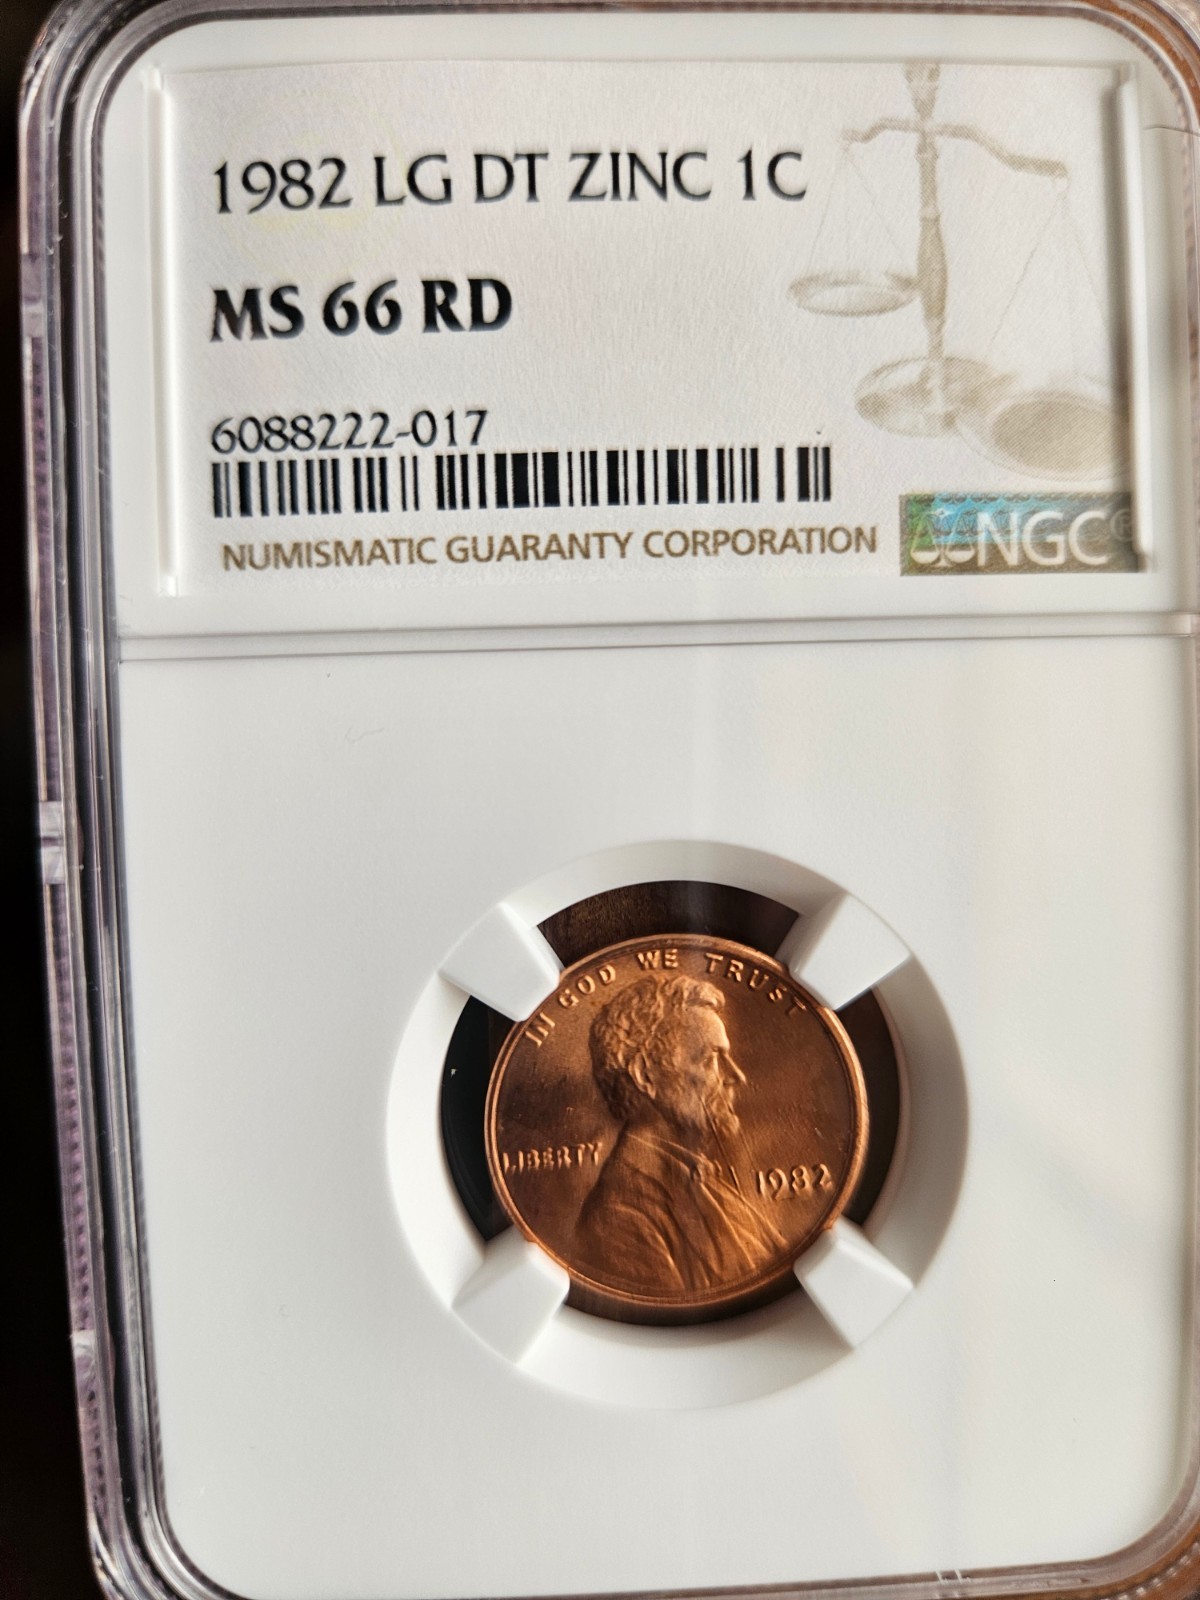 1982 LG DT ZINC 1C
MS 66 RD
6088222-017
NUMISMATIC GUARANTY CORPORATION
NGC®
IN GOD WE TRUST
LIBERTY
1982